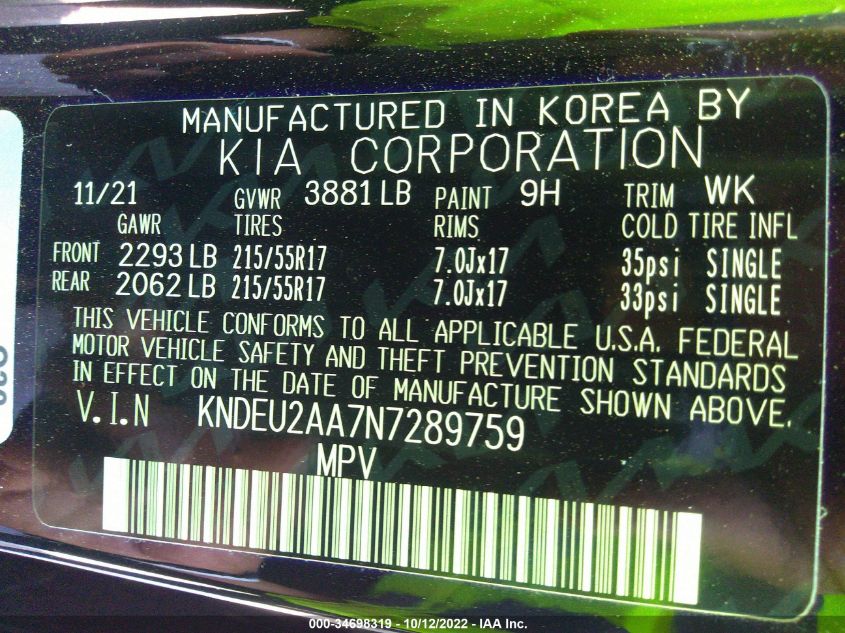 MANUFACTURED IN KOREA BY
KIA CORPORATION
11/21 GVWR 3881 LB PAINT 9H TRIM WK
GAWR TIRES RIMS COLD TIRE INFL
FRONT 2293 LB 215/55R17 7.0Jx17 35psi SINGLE
REAR 2062 LB 215/55R17 7.0Jx17 33psi SINGLE
THIS VEHICLE CONFORMS TO ALL APPLICABLE U.S.A. FEDERAL
MOTOR VEHICLE SAFETY AND THEFT PREVENTION STANDARDS
IN EFFECT ON THE DATE OF MANUFACTURE SHOWN ABOVE.
V.I.N KNDEU2AA7N7289759
MPV
000-34698319 - 10/12/2022 - IAA Inc.